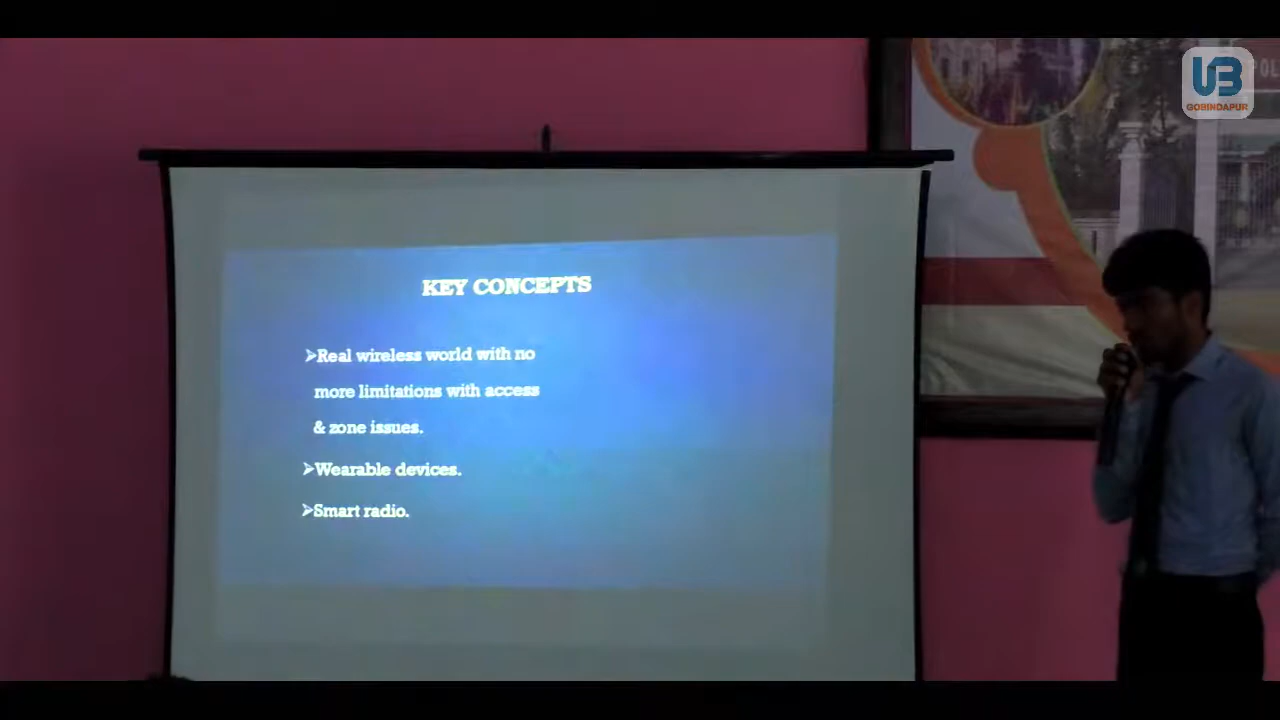 UB
GOBINDAPUR
POL
KEY CONCEPTS
➢Real wireless world with no
more limitations with access
& zone issues.
➢Wearable devices.
➢Smart radio.